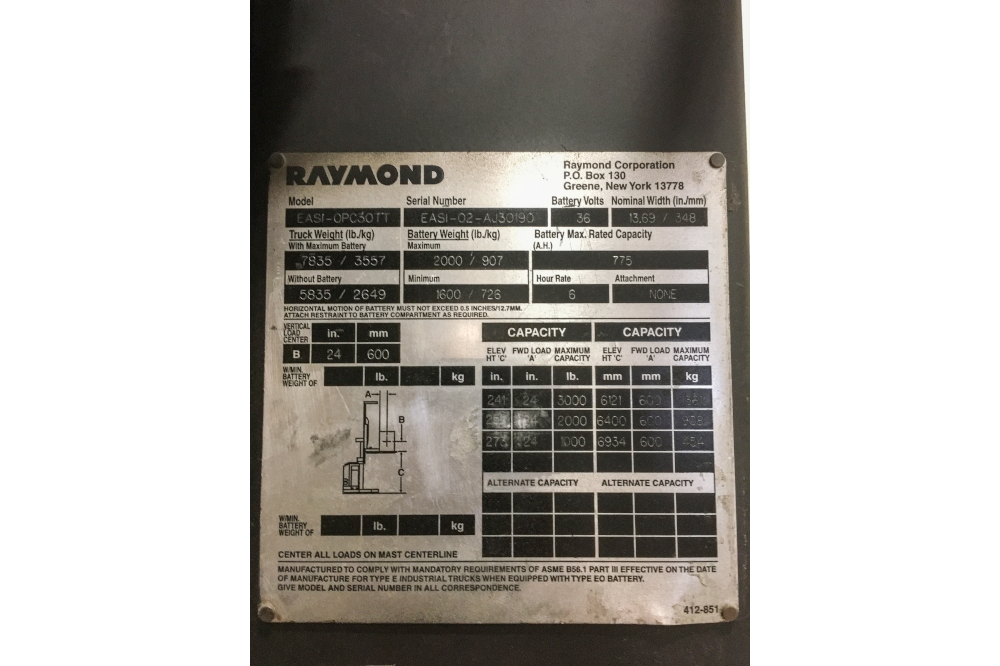 RAYMOND
Raymond Corporation
P.O. Box 130
Greene, New York 13778
Model Serial Number Battery Volts Nominal Width (in./mm)
EASI-OPC30TT EASI-02-AJ30190 36 13.69 / 348
Truck Weight (lb./kg) Battery Weight (lb./kg) Battery Max. Rated Capacity
With Maximum Battery Maximum (A.H.)
7835 / 3557 2000 / 907 775
Without Battery Minimum Hour Rate Attachment
5835 / 2649 1600 / 726 6 NONE
HORIZONTAL MOTION OF BATTERY MUST NOT EXCEED 0.5 INCHES/12.7MM.
ATTACH RESTRAINT TO BATTERY COMPARTMENT AS REQUIRED.
VERTICAL
LOAD
CENTER
in. mm
B 24 600
W/MIN.
BATTERY
WEIGHT OF
lb. kg
CAPACITY CAPACITY
ELEV FWD LOAD MAXIMUM ELEV FWD LOAD MAXIMUM
HT 'C' 'A' CAPACITY HT 'C' 'A' CAPACITY
in. in. lb. mm mm kg
241 24 3000 6121 600
2000 6400 600
273 24 1000 6934 600 454
A
B
C
ALTERNATE CAPACITY ALTERNATE CAPACITY
W/MIN.
BATTERY
WEIGHT OF
lb. kg
CENTER ALL LOADS ON MAST CENTERLINE
MANUFACTURED TO COMPLY WITH MANDATORY REQUIREMENTS OF ASME B56.1 PART III EFFECTIVE ON THE DATE
OF MANUFACTURE FOR TYPE E INDUSTRIAL TRUCKS WHEN EQUIPPED WITH TYPE EO BATTERY.
GIVE MODEL AND SERIAL NUMBER IN ALL CORRESPONDENCE.
412-851